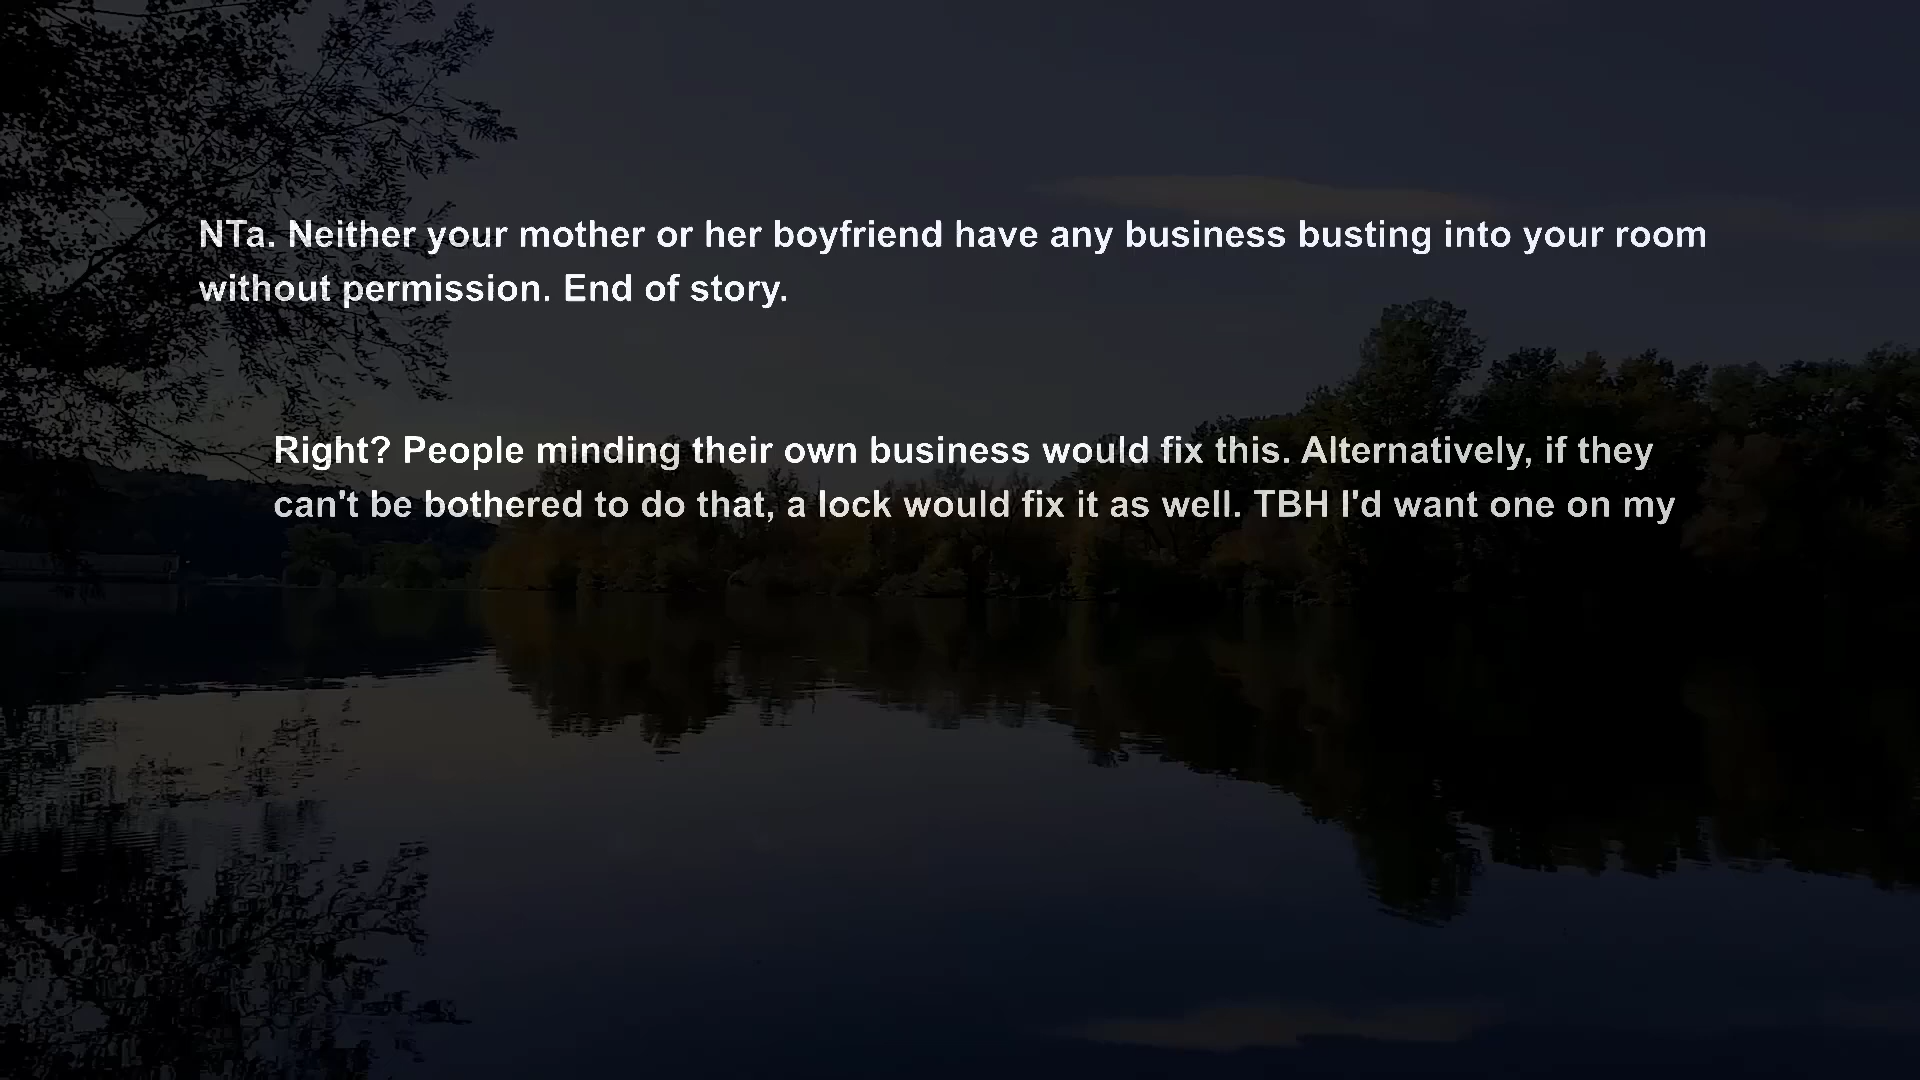 NTa. Neither your mother or her boyfriend have any business busting into your room
without permission. End of story.
Right? People minding their own business would fix this. Alternatively, if they
can't be bothered to do that, a lock would fix it as well. TBH I'd want one on my